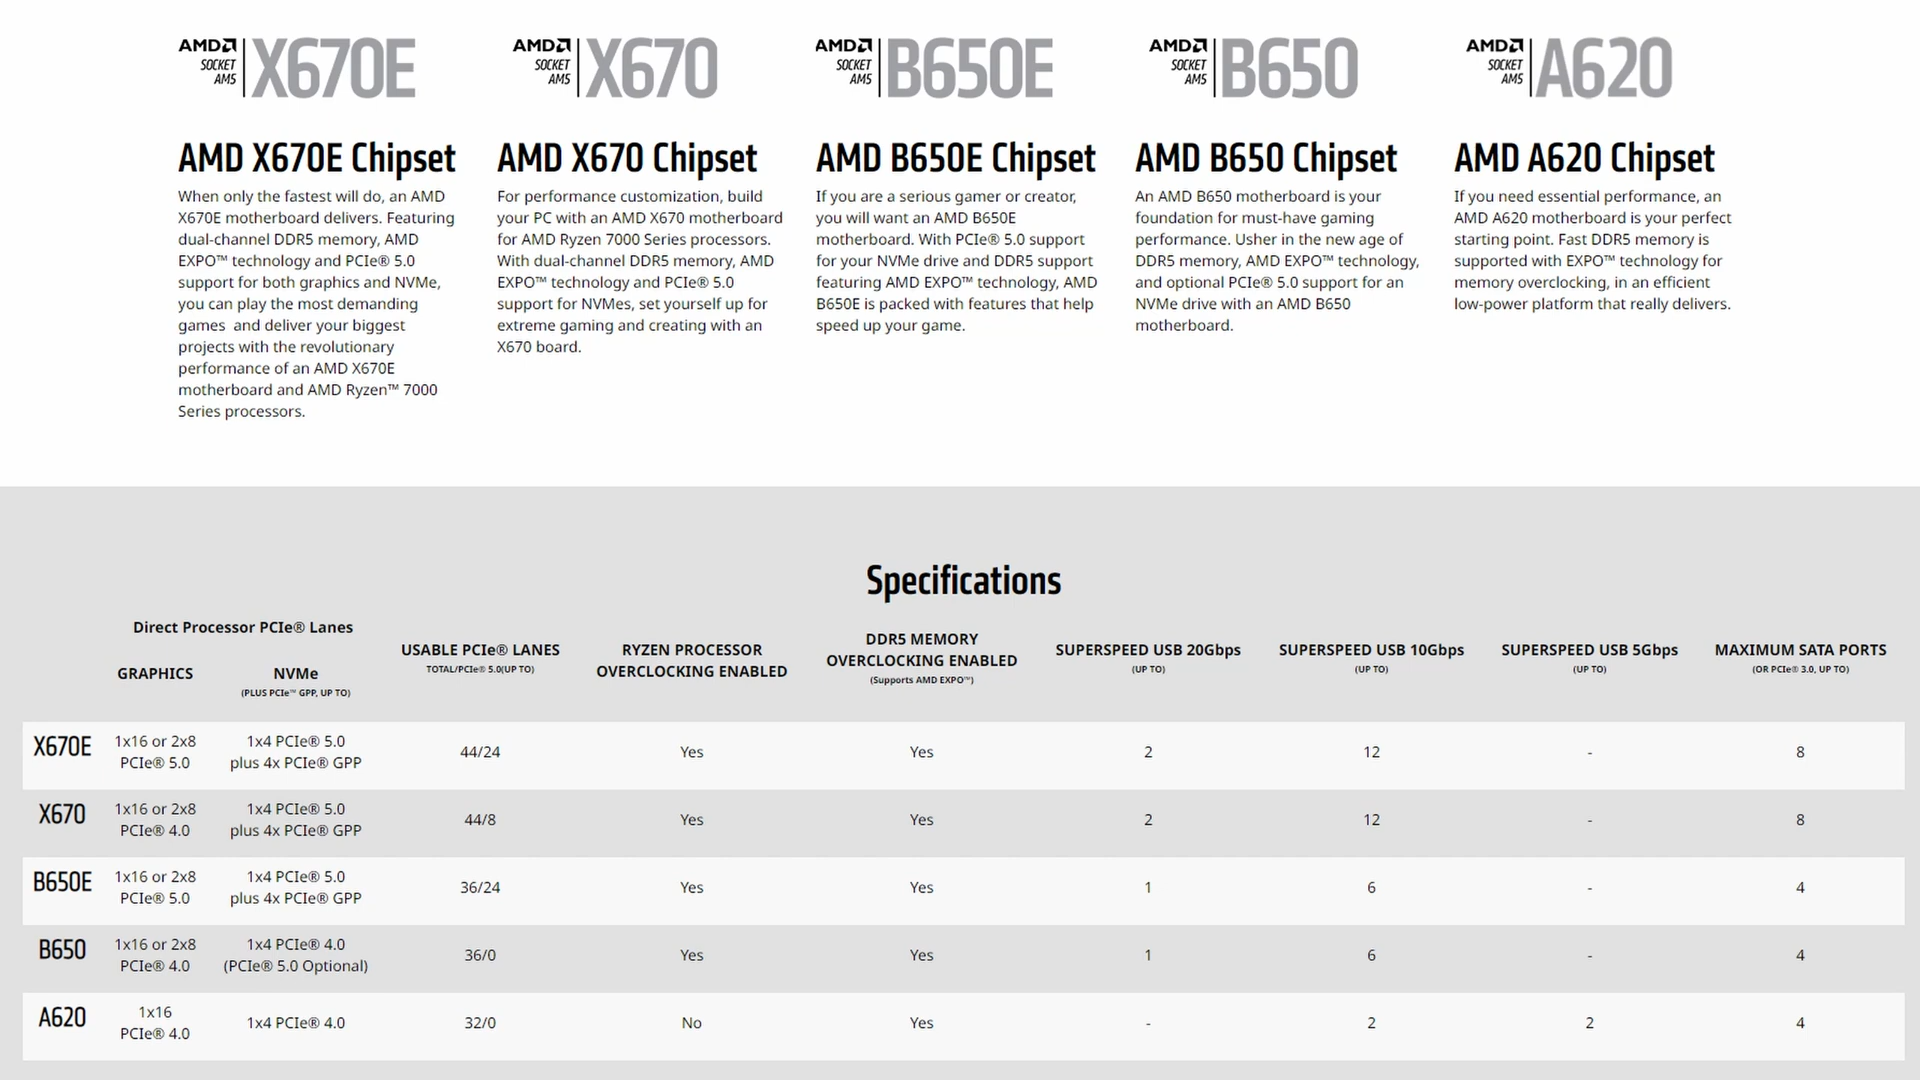 AMD SOCKET AM5 X670E
AMD SOCKET AM5 X670
AMD SOCKET AM5 B650E
AMD SOCKET AM5 B650
AMD SOCKET AM5 A620
AMD X670E Chipset
When only the fastest will do, an AMD
X670E motherboard delivers. Featuring
dual-channel DDR5 memory, AMD
EXPO™ technology and PCIe® 5.0
support for both graphics and NVMe,
you can play the most demanding
games and deliver your biggest
projects with the revolutionary
performance of an AMD X670E
motherboard and AMD Ryzen™ 7000
Series processors.
AMD X670 Chipset
For performance customization, build
your PC with an AMD X670 motherboard
for AMD Ryzen 7000 Series processors.
With dual-channel DDR5 memory, AMD
EXPO™ technology and PCIe® 5.0
support for NVMes, set yourself up for
extreme gaming and creating with an
X670 board.
AMD B650E Chipset
If you are a serious gamer or creator,
you will want an AMD B650E
motherboard. With PCIe® 5.0 support
for your NVMe drive and DDR5 support
featuring AMD EXPO™ technology, AMD
B650E is packed with features that help
speed up your game.
AMD B650 Chipset
An AMD B650 motherboard is your
foundation for must-have gaming
performance. Usher in the new age of
DDR5 memory, AMD EXPO™ technology,
and optional PCIe® 5.0 support for an
NVMe drive with an AMD B650
motherboard.
AMD A620 Chipset
If you need essential performance, an
AMD A620 motherboard is your perfect
starting point. Fast DDR5 memory is
supported with EXPO™ technology for
memory overclocking, in an efficient
low-power platform that really delivers.
Specifications
Direct Processor PCIe® Lanes
GRAPHICS
NVMe
(PLUS PCIe™ GPP, UP TO)
USABLE PCIe® LANES
TOTAL/PCIe® 5.0(UP TO)
RYZEN PROCESSOR
OVERCLOCKING ENABLED
DDR5 MEMORY
OVERCLOCKING ENABLED
(Supports AMD EXPO™)
SUPERSPEED USB 20Gbps
(UP TO)
SUPERSPEED USB 10Gbps
(UP TO)
SUPERSPEED USB 5Gbps
(UP TO)
MAXIMUM SATA PORTS
(OR PCIe® 3.0, UP TO)
X670E
1x16 or 2x8
PCIe® 5.0
1x4 PCIe® 5.0
plus 4x PCIe® GPP
44/24
Yes
Yes
2
12
-
8
X670
1x16 or 2x8
PCIe® 4.0
1x4 PCIe® 5.0
plus 4x PCIe® GPP
44/8
Yes
Yes
2
12
-
8
B650E
1x16 or 2x8
PCIe® 5.0
1x4 PCIe® 5.0
plus 4x PCIe® GPP
36/24
Yes
Yes
1
6
-
4
B650
1x16 or 2x8
PCIe® 4.0
1x4 PCIe® 4.0
(PCIe® 5.0 Optional)
36/0
Yes
Yes
1
6
-
4
A620
1x16
PCIe® 4.0
1x4 PCIe® 4.0
32/0
No
Yes
-
2
2
4